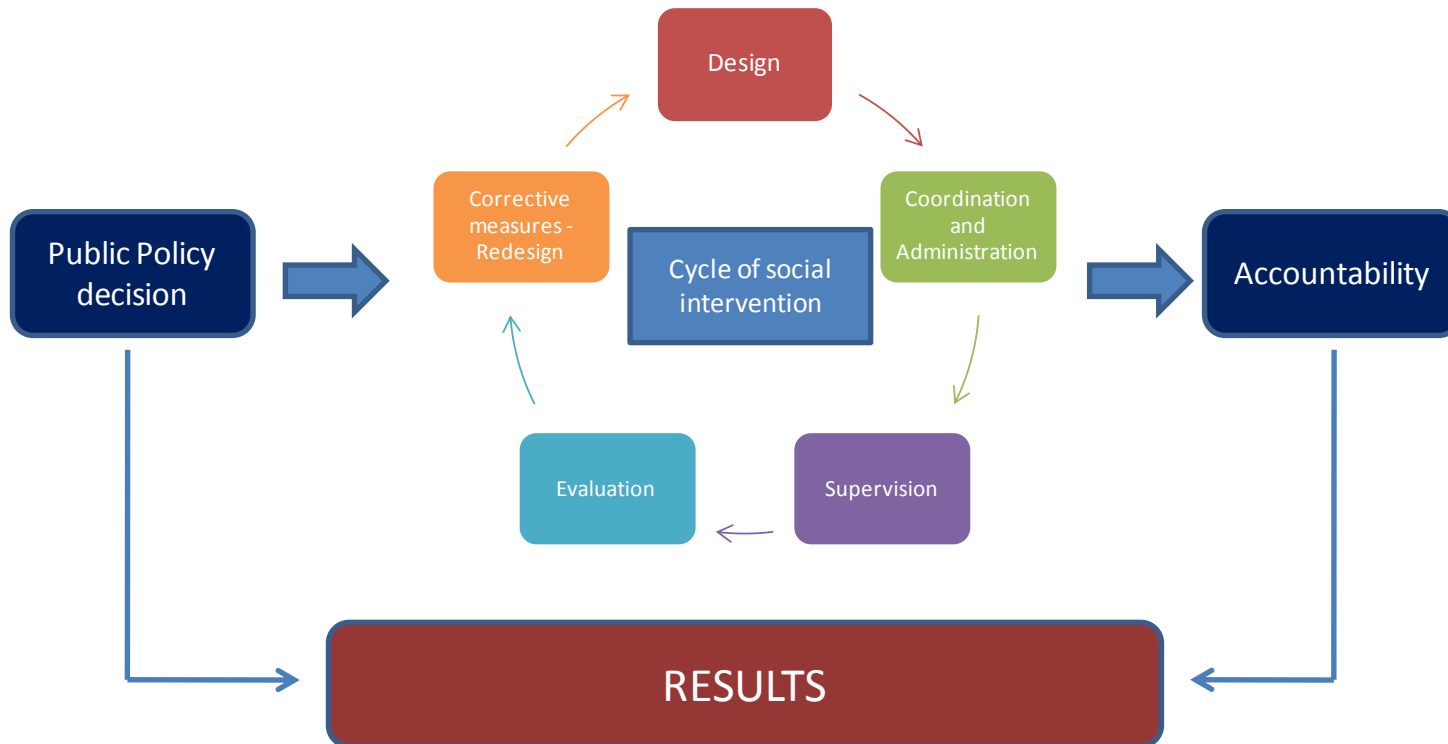 Design
Corrective
measures -
Redesign
Coordination
and
Administration
Public Policy
decision
Cycle of social
intervention
Accountability
Evaluation
Supervision
RESULTS